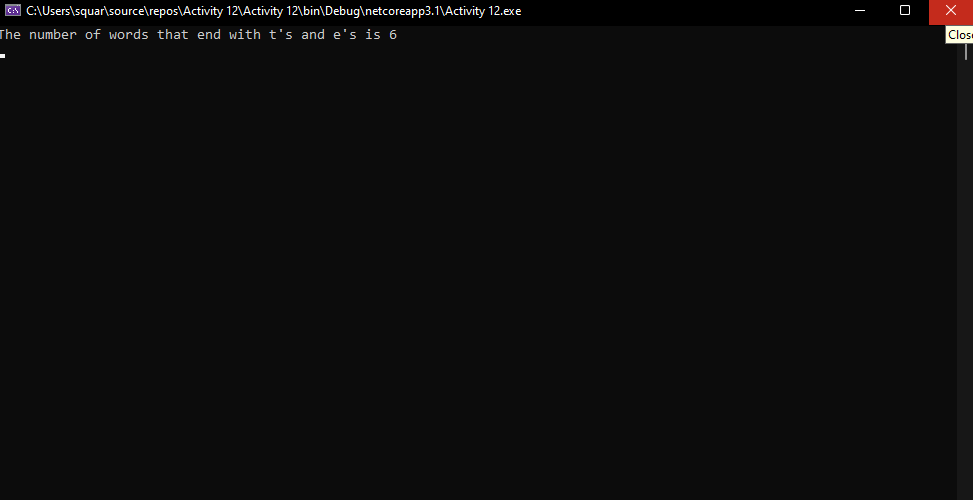 C:\Users\squar\source\repos\Activity 12\Activity 12\bin\Debug\netcoreapp3.1\Activity 12.exe
The number of words that end with t's and e's is 6
Close